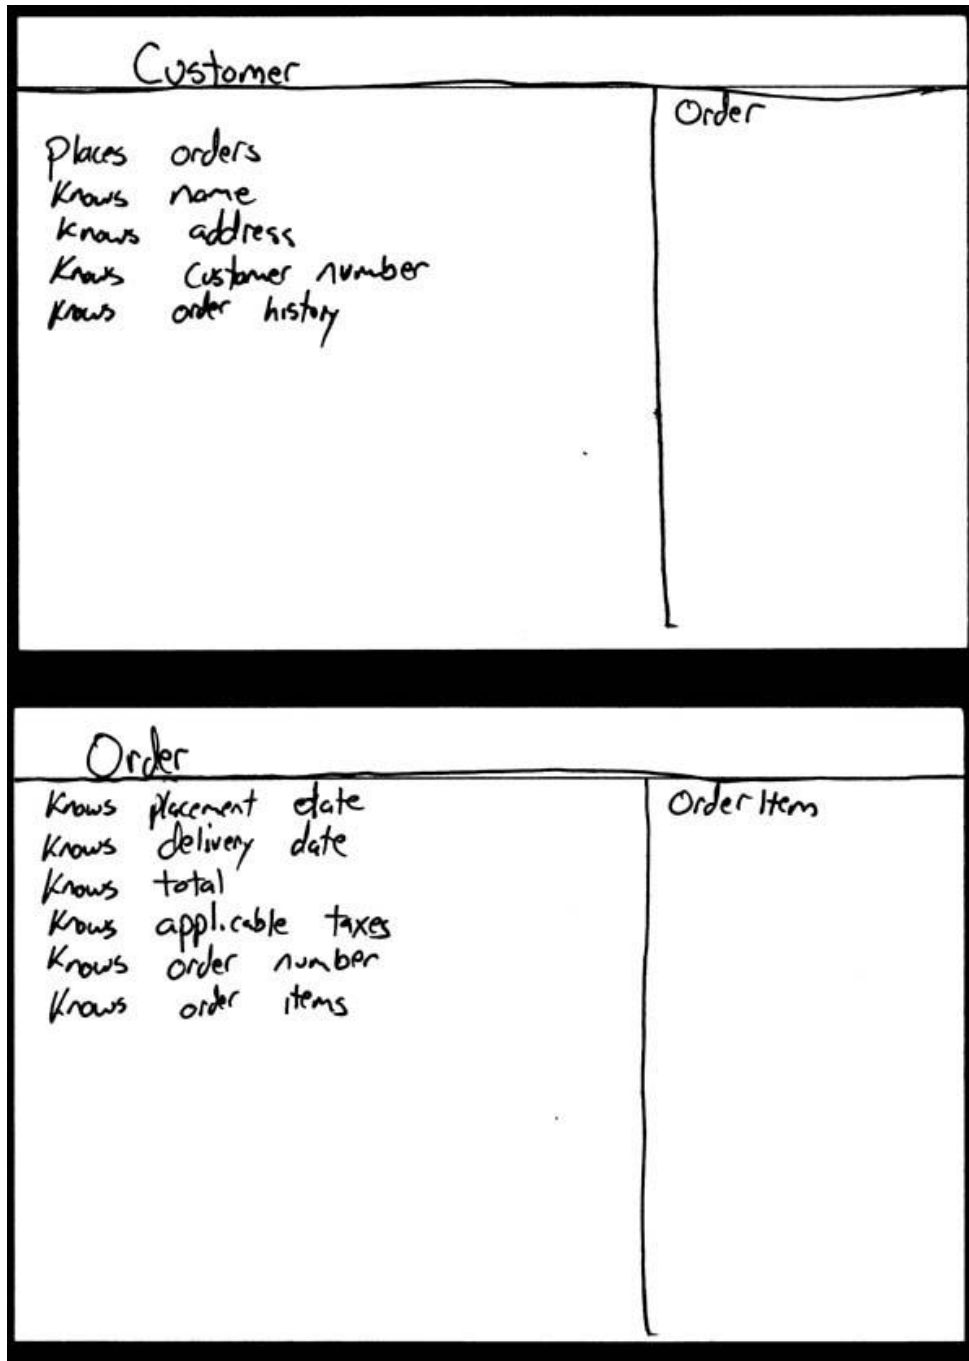 Customer
Order
Places orders
Knows name
Knows address
Knows customer number
Knows order history
Order
Order Item
Knows placement date
Knows delivery date
Knows total
Knows applicable taxes
Knows order number
Knows order items